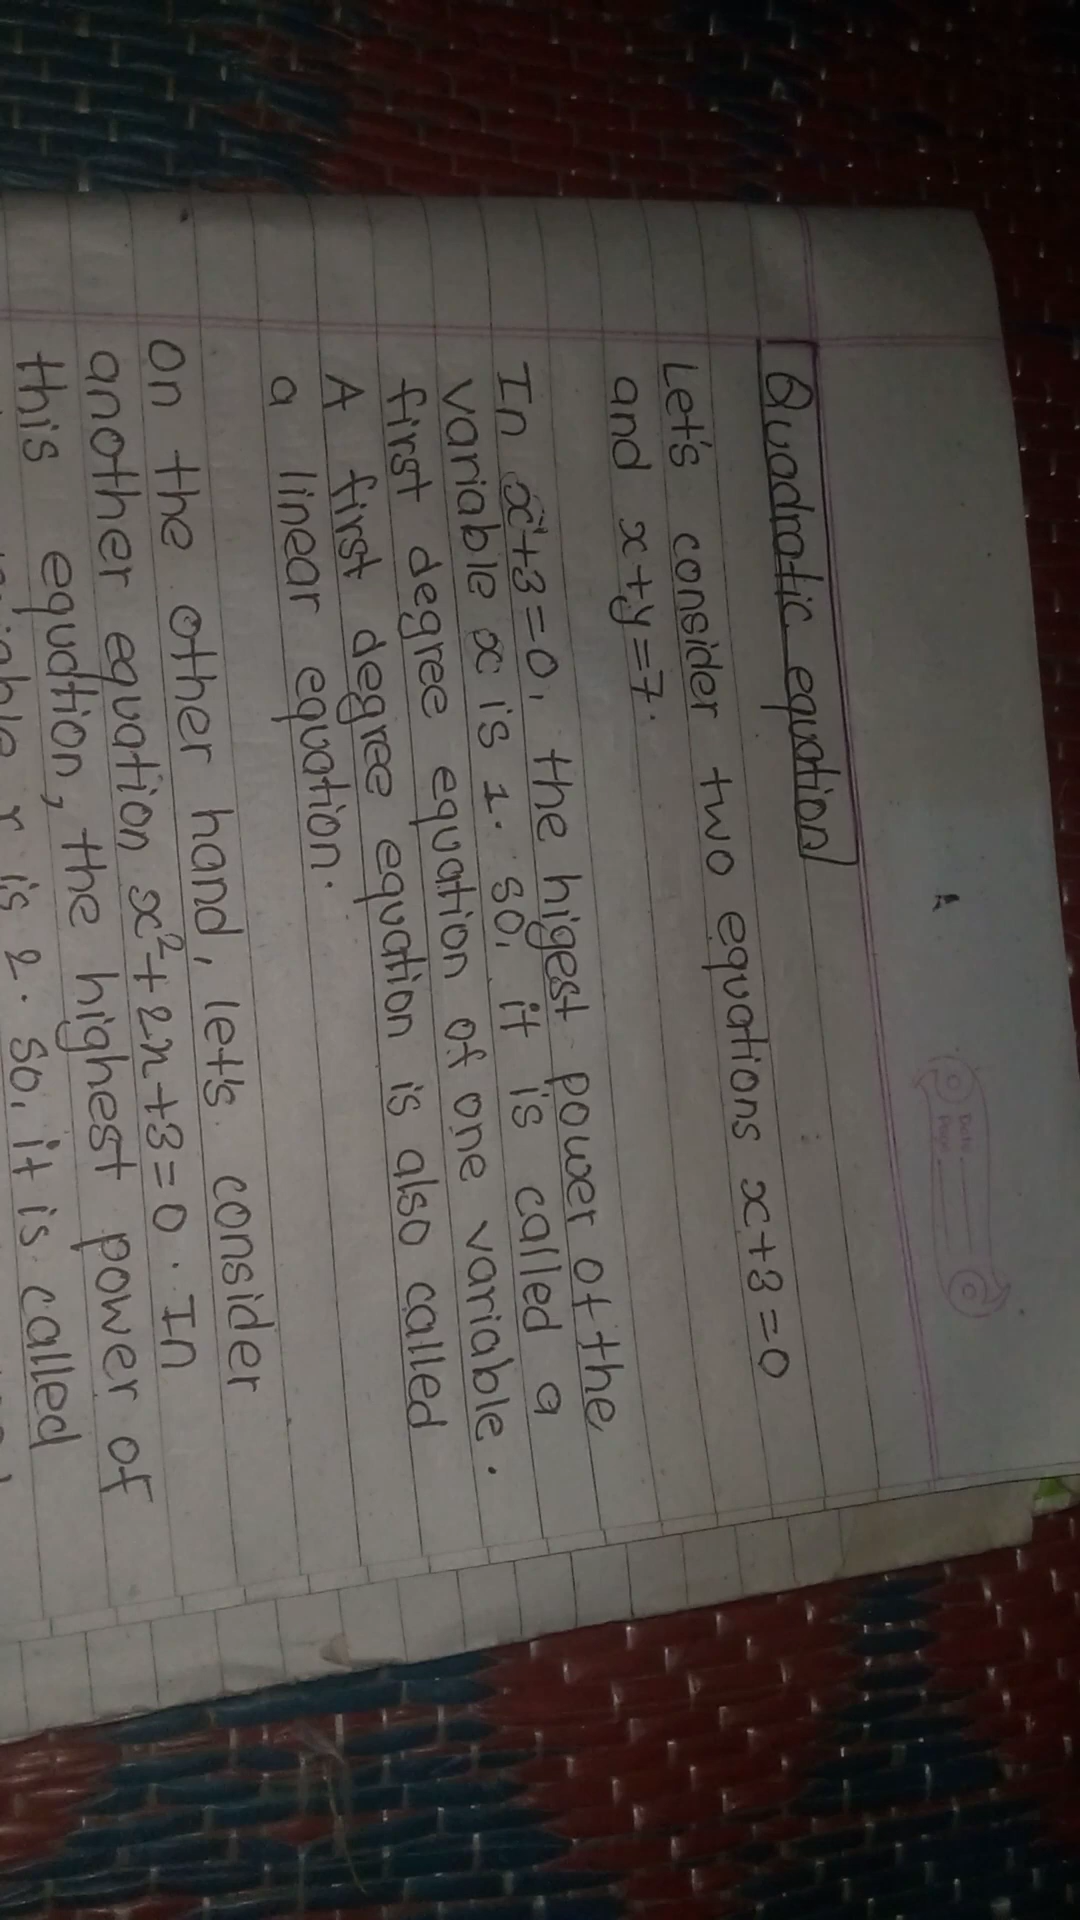 Date
Page
Quadratic equation
Let's consider two equations x+3=0
and x+y=7.
In x+3=0, the higest power of the
variable x is 1. so, it is called a
first degree equation of one variable.
A first degree equation is also called
a linear equation.
On the other hand, let's consider
another equation x²+2x+3=0. In
this equation, the highest power of
x is 2. So, it is called